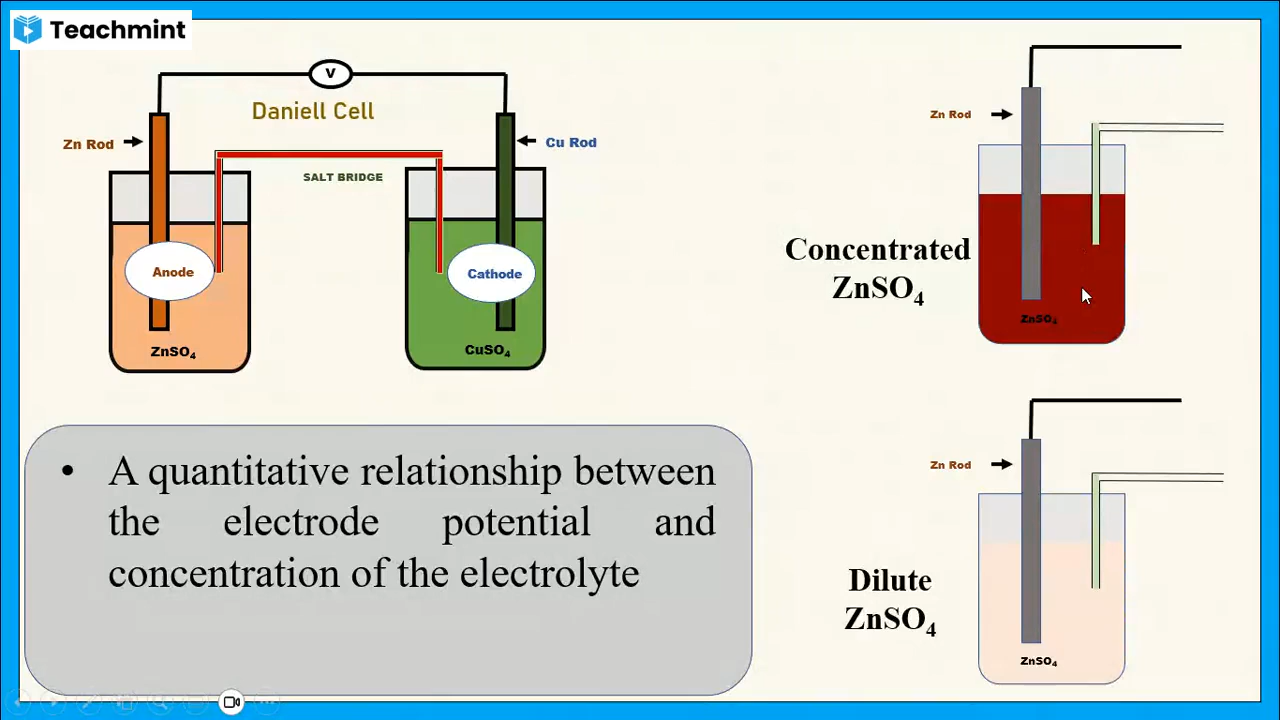 Teachmint
V
Daniell Cell
Zn Rod
Cu Rod
SALT BRIDGE
Anode
Cathode
ZnSO4
CuSO4
Zn Rod
Concentrated
ZnSO4
ZnSO4
• A quantitative relationship between
the electrode potential and
concentration of the electrolyte
Zn Rod
Dilute
ZnSO4
ZnSO4